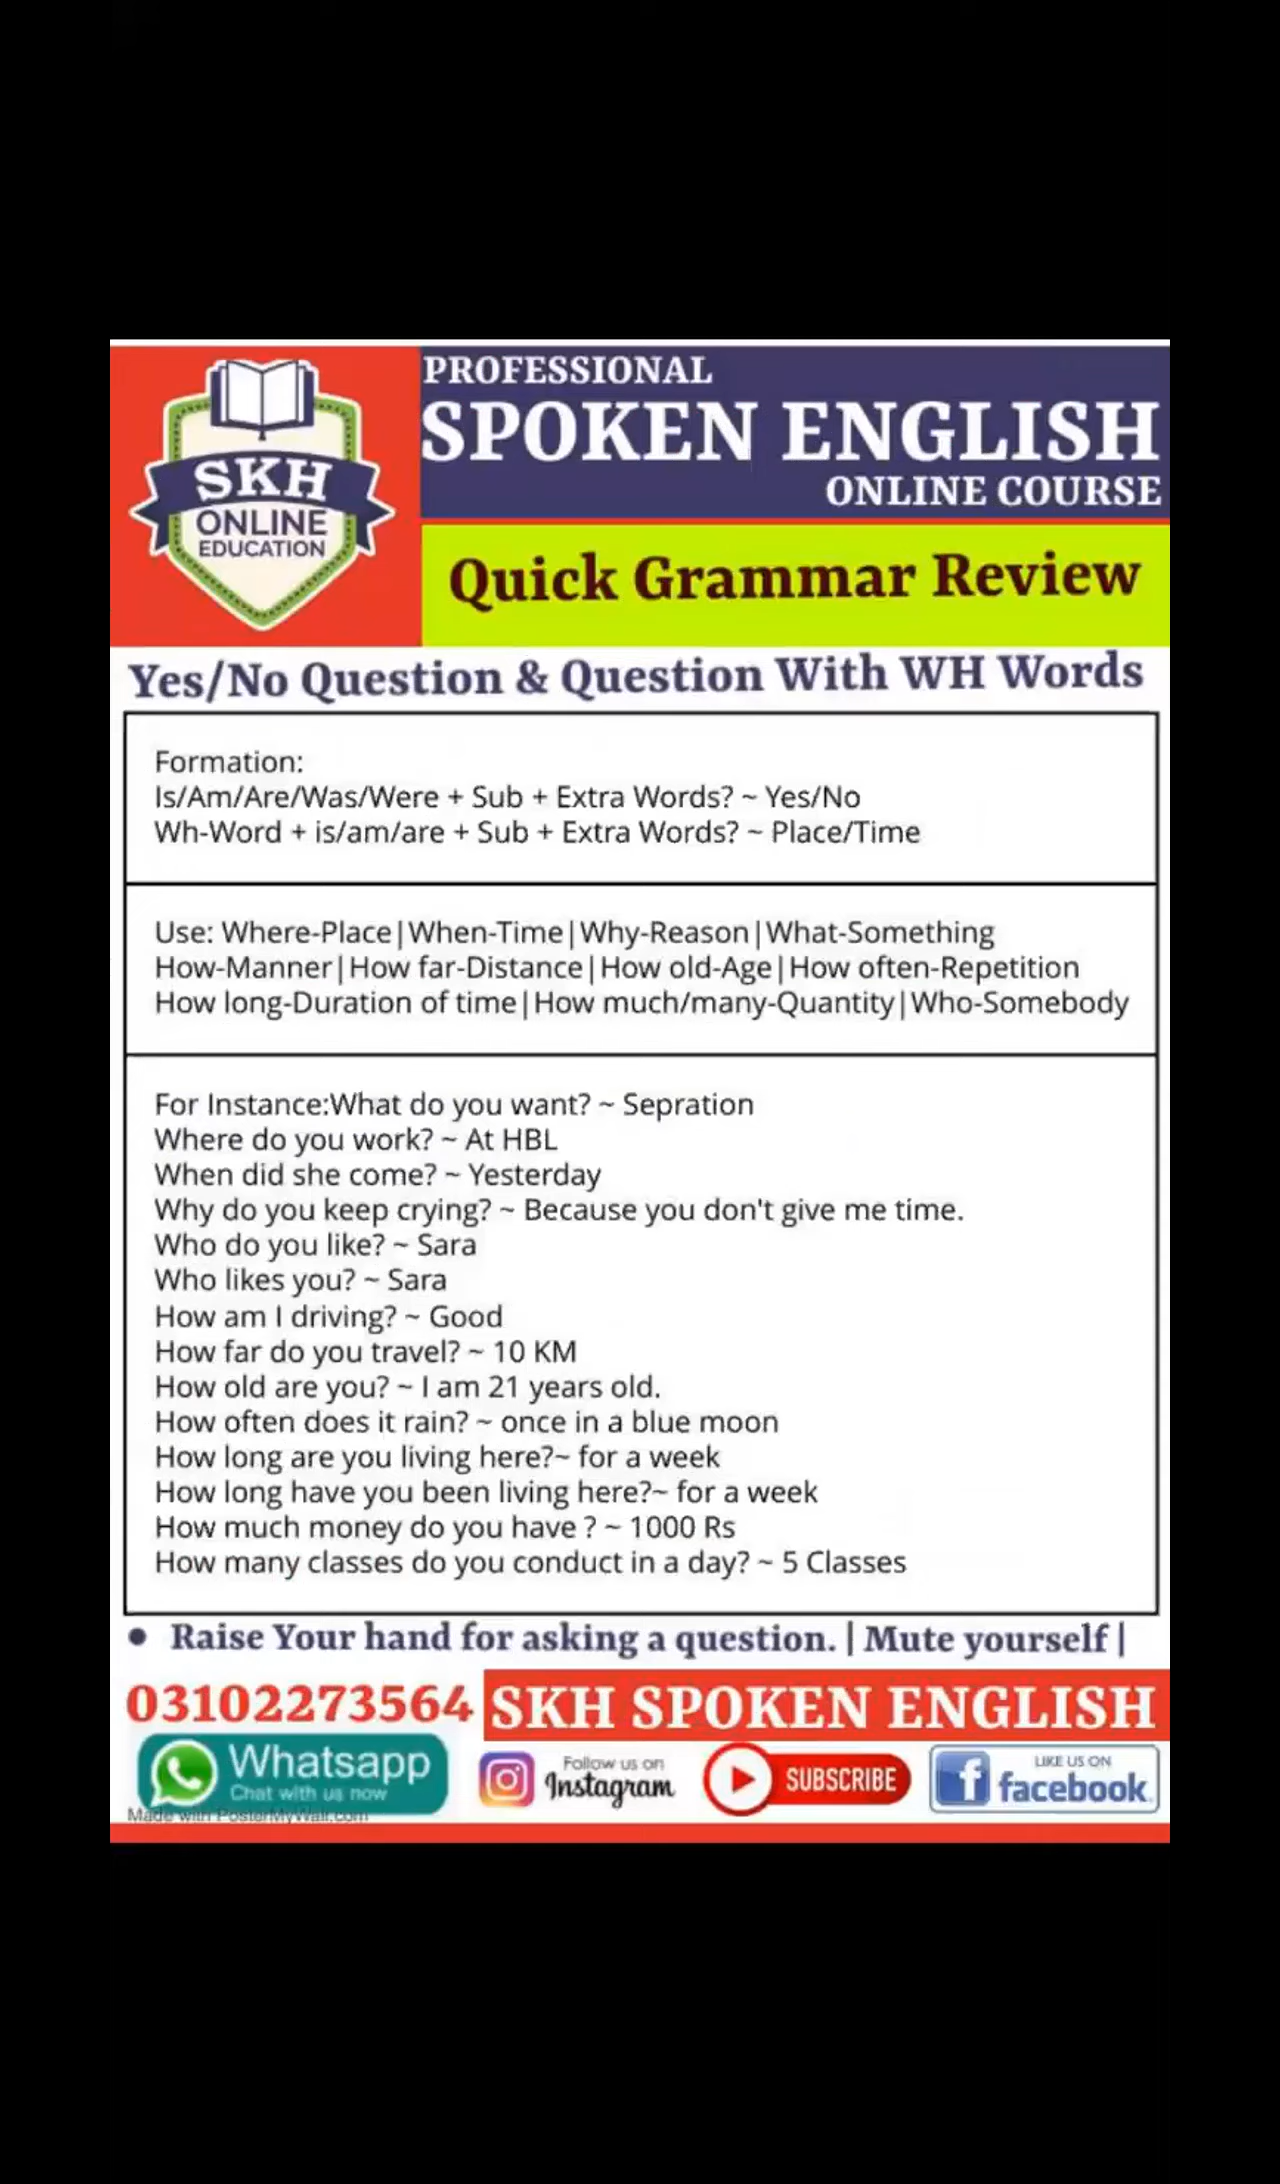 SKH
ONLINE
EDUCATION
PROFESSIONAL
SPOKEN ENGLISH
ONLINE COURSE
Quick Grammar Review
Yes/No Question & Question With WH Words
Formation:
Is/Am/Are/Was/Were + Sub + Extra Words? ~ Yes/No
Wh-Word + is/am/are + Sub + Extra Words? ~ Place/Time
Use: Where-Place|When-Time|Why-Reason|What-Something
How-Manner|How far-Distance|How old-Age|How often-Repetition
How long-Duration of time|How much/many-Quantity|Who-Somebody
For Instance:What do you want? ~ Sepration
Where do you work? ~ At HBL
When did she come? ~ Yesterday
Why do you keep crying? ~ Because you don't give me time.
Who do you like? ~ Sara
Who likes you? ~ Sara
How am I driving? ~ Good
How far do you travel? ~ 10 KM
How old are you? ~ I am 21 years old.
How often does it rain? ~ once in a blue moon
How long are you living here?~ for a week
How long have you been living here?~ for a week
How much money do you have ? ~ 1000 Rs
How many classes do you conduct in a day? ~ 5 Classes
• Raise Your hand for asking a question. | Mute yourself |
03102273564 SKH SPOKEN ENGLISH
Whatsapp
Chat with us now
Follow us on
Instagram
SUBSCRIBE
LIKE US ON
facebook
Made with PosterMyWall.com